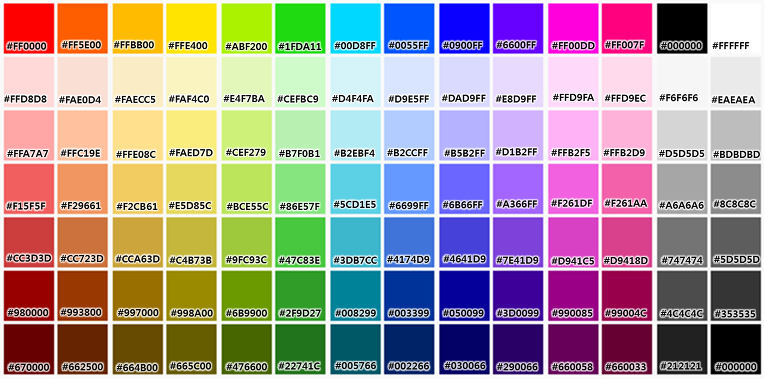 #FF0000 #FF5E00 #FFBB00 #FFE400 #ABF200 #1FDA11 #00D8FF #0055FF #0900FF #6600FF #FF00DD #FF007F #000000 #FFFFFF
#FFD8D8 #FAE0D4 #FAECC5 #FAF4C0 #E4F7BA #CEFBC9 #D4F4FA #D9E5FF #DAD9FF #E8D9FF #FFD9FA #FFD9EC #F6F6F6 #EAEAEA
#FFA7A7 #FFC19E #FFE08C #FAED7D #CEF279 #B7F0B1 #B2EBF4 #B2CCFF #B5B2FF #D1B2FF #FFB2F5 #FFB2D9 #D5D5D5 #BDBDBD
#F15F5F #F29661 #F2CB61 #E5D85C #BCE55C #86E57F #5CD1E5 #6699FF #6B66FF #A366FF #F261DF #F261AA #A6A6A6 #8C8C8C
#CC3D3D #CC723D #CCA63D #C4B73B #9FC93C #47C83E #3DB7CC #4174D9 #4641D9 #7E41D9 #D941C5 #D9418D #747474 #5D5D5D
#980000 #993800 #997000 #998A00 #6B9900 #2F9D27 #008299 #003399 #050099 #3D0099 #990085 #99004C #4C4C4C #353535
#670000 #662500 #664B00 #665C00 #476600 #22741C #005766 #002266 #030066 #290066 #660058 #660033 #212121 #000000